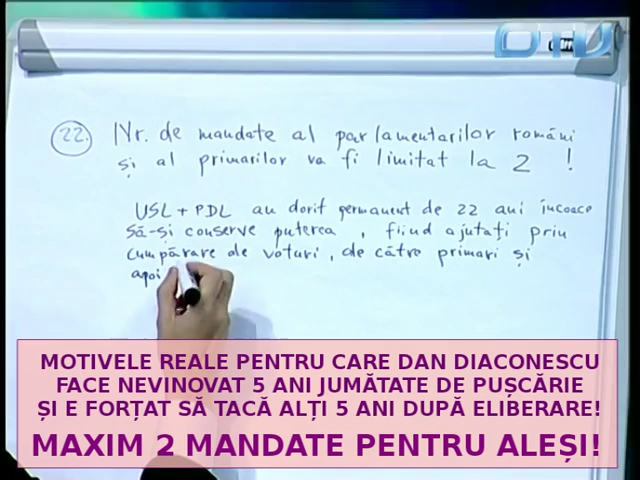 OTV
22. Nr. de mandate al parlamentarilor români
și al primarilor va fi limitat la 2 !
USL + PDL au dorit permanent de 22 ani încoace
să-și conserve puterea, fiind ajutați prin
cumpărare de voturi, de către primari și
apoi
MOTIVELE REALE PENTRU CARE DAN DIACONESCU
FACE NEVINOVAT 5 ANI JUMĂTATE DE PUȘCĂRIE
ȘI E FORȚAT SĂ TACĂ ALȚI 5 ANI DUPĂ ELIBERARE!
MAXIM 2 MANDATE PENTRU ALEȘI!